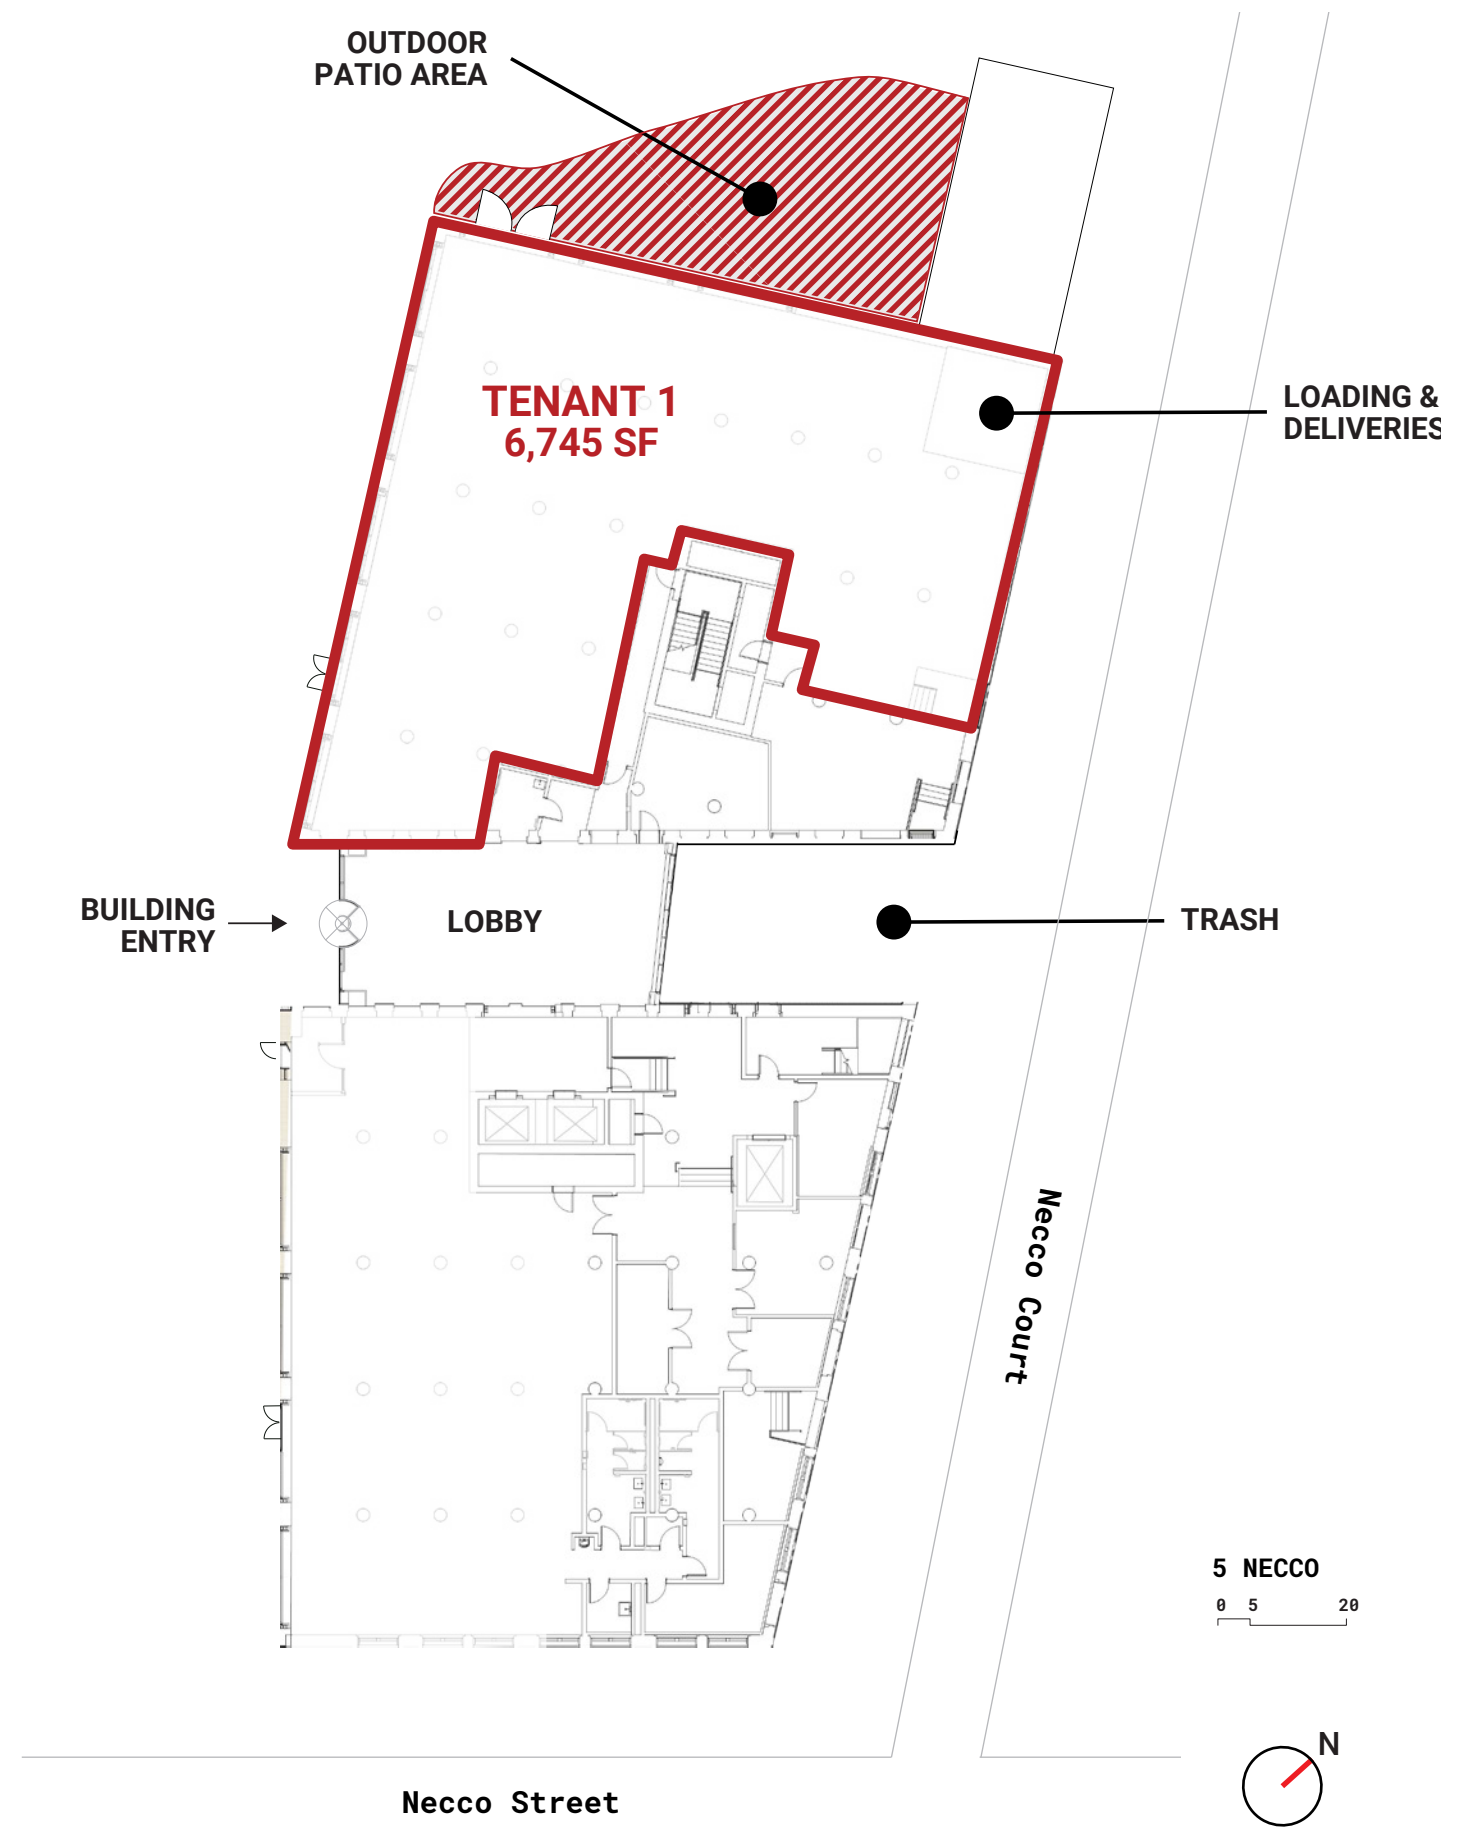 OUTDOOR
PATIO AREA
TENANT 1
6,745 SF
LOADING &
DELIVERIES
BUILDING
ENTRY
LOBBY
TRASH
Necco Court
5 NECCO
0 5 20
N
Necco Street